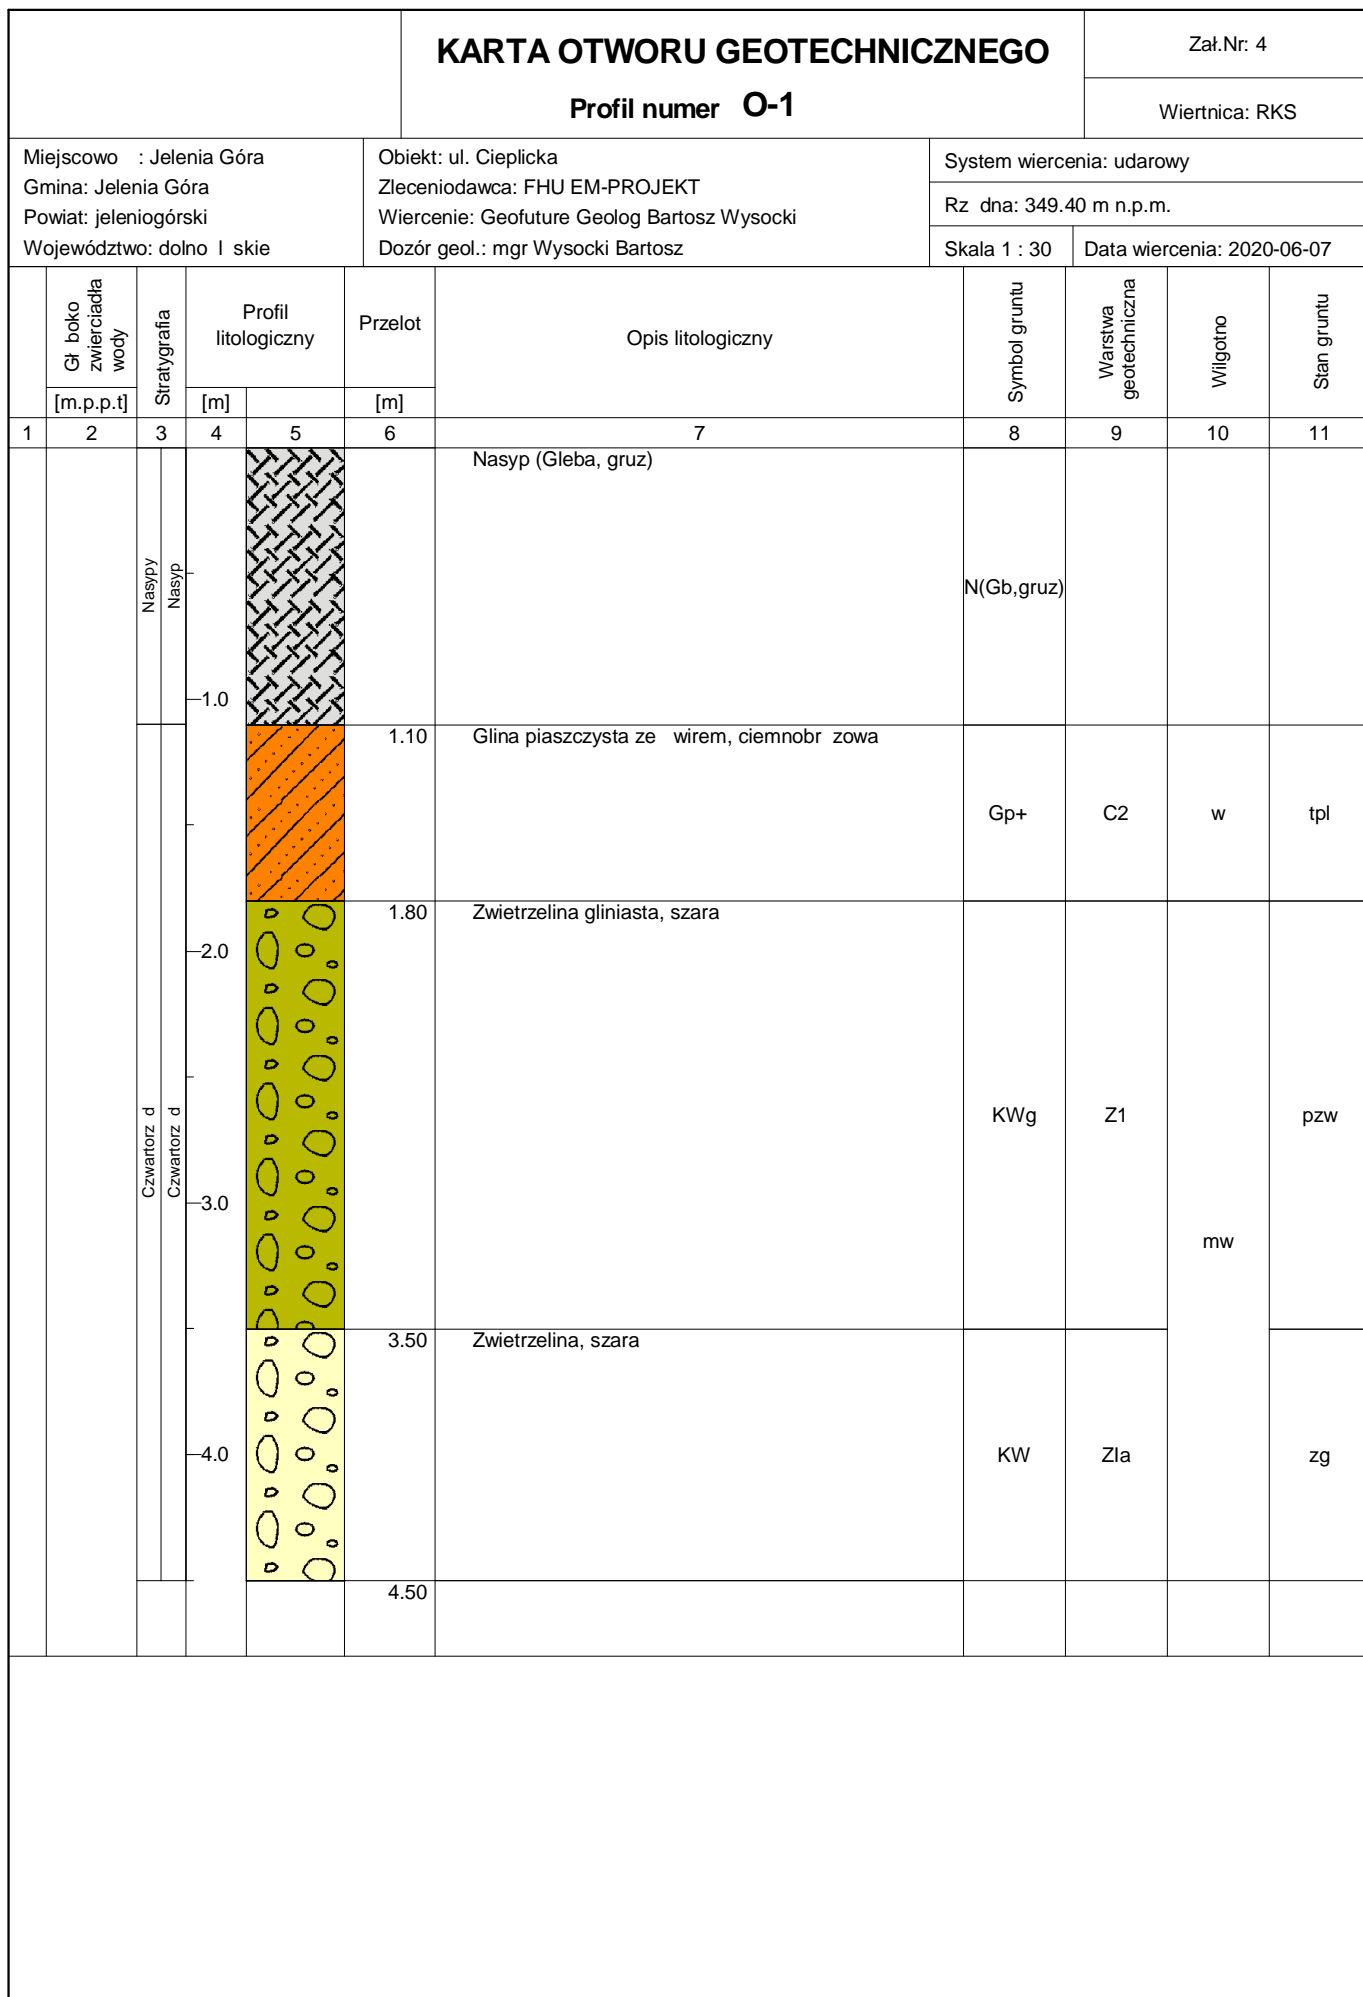 KARTA OTWORU GEOTECHNICZNEGO
Profil numer O-1
Zał.Nr: 4
Wiertnica: RKS
Miejscowo : Jelenia Góra
Gmina: Jelenia Góra
Powiat: jeleniogórski
Województwo: dolno l skie
Obiekt: ul. Cieplicka
Zleceniodawca: FHU EM-PROJEKT
Wiercenie: Geofuture Geolog Bartosz Wysocki
Dozór geol.: mgr Wysocki Bartosz
System wiercenia: udarowy
Rz dna: 349.40 m n.p.m.
Skala 1 : 30
Data wiercenia: 2020-06-07
Gł boko
zwierciadła
wody
[m.p.p.t]
Stratygrafia
Profil
litologiczny
[m]
Przelot
[m]
Opis litologiczny
Symbol gruntu
Warstwa
geotechniczna
Wilgotno
Stan gruntu
1 2 3 4 5 6 7 8 9 10 11
Nasyp (Gleba, gruz)
Nasypy
Nasyp
N(Gb,gruz)
1.0
1.10 Glina piaszczysta ze wirem, ciemnobr zowa
Gp+ C2 w tpl
1.80 Zwietrzelina gliniasta, szara
2.0
Czwartorz d
Czwartorz d
KWg Z1 pzw
3.0
mw
3.50 Zwietrzelina, szara
4.0
KW ZIa zg
4.50